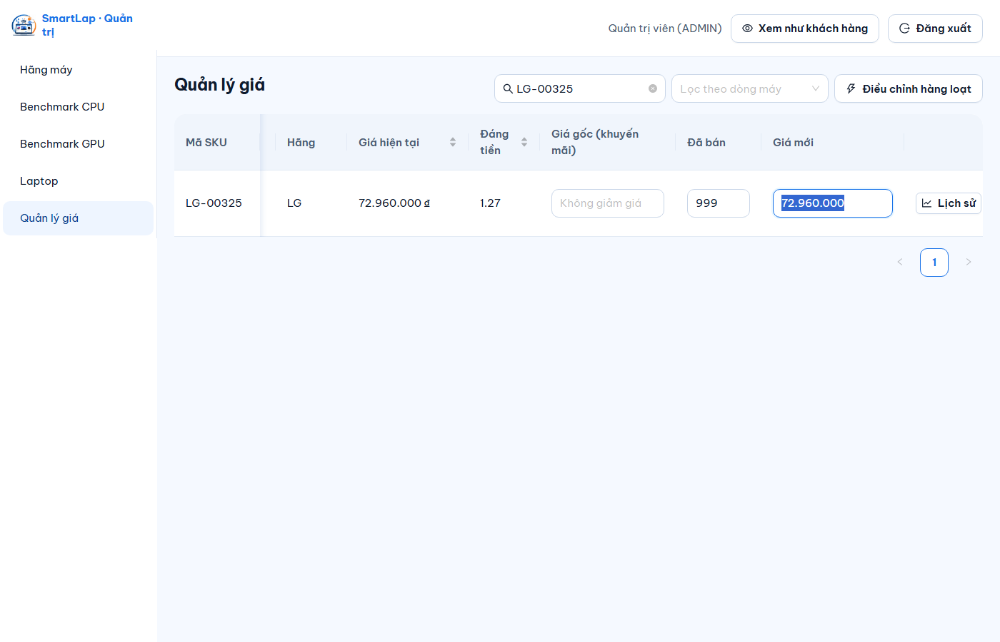 SmartLap · Quản
trị
Quản trị viên (ADMIN)
Xem như khách hàng
Đăng xuất
Hãng máy
Benchmark CPU
Benchmark GPU
Laptop
Quản lý giá
Quản lý giá
LG-00325
Lọc theo dòng máy
Điều chỉnh hàng loạt
Mã SKU
Hãng
Giá hiện tại
Đáng
tiền
Giá gốc (khuyến
mãi)
Đã bán
Giá mới
LG-00325
LG
72.960.000 ₫
1.27
Không giảm giá
999
72.960.000
Lịch sử
1